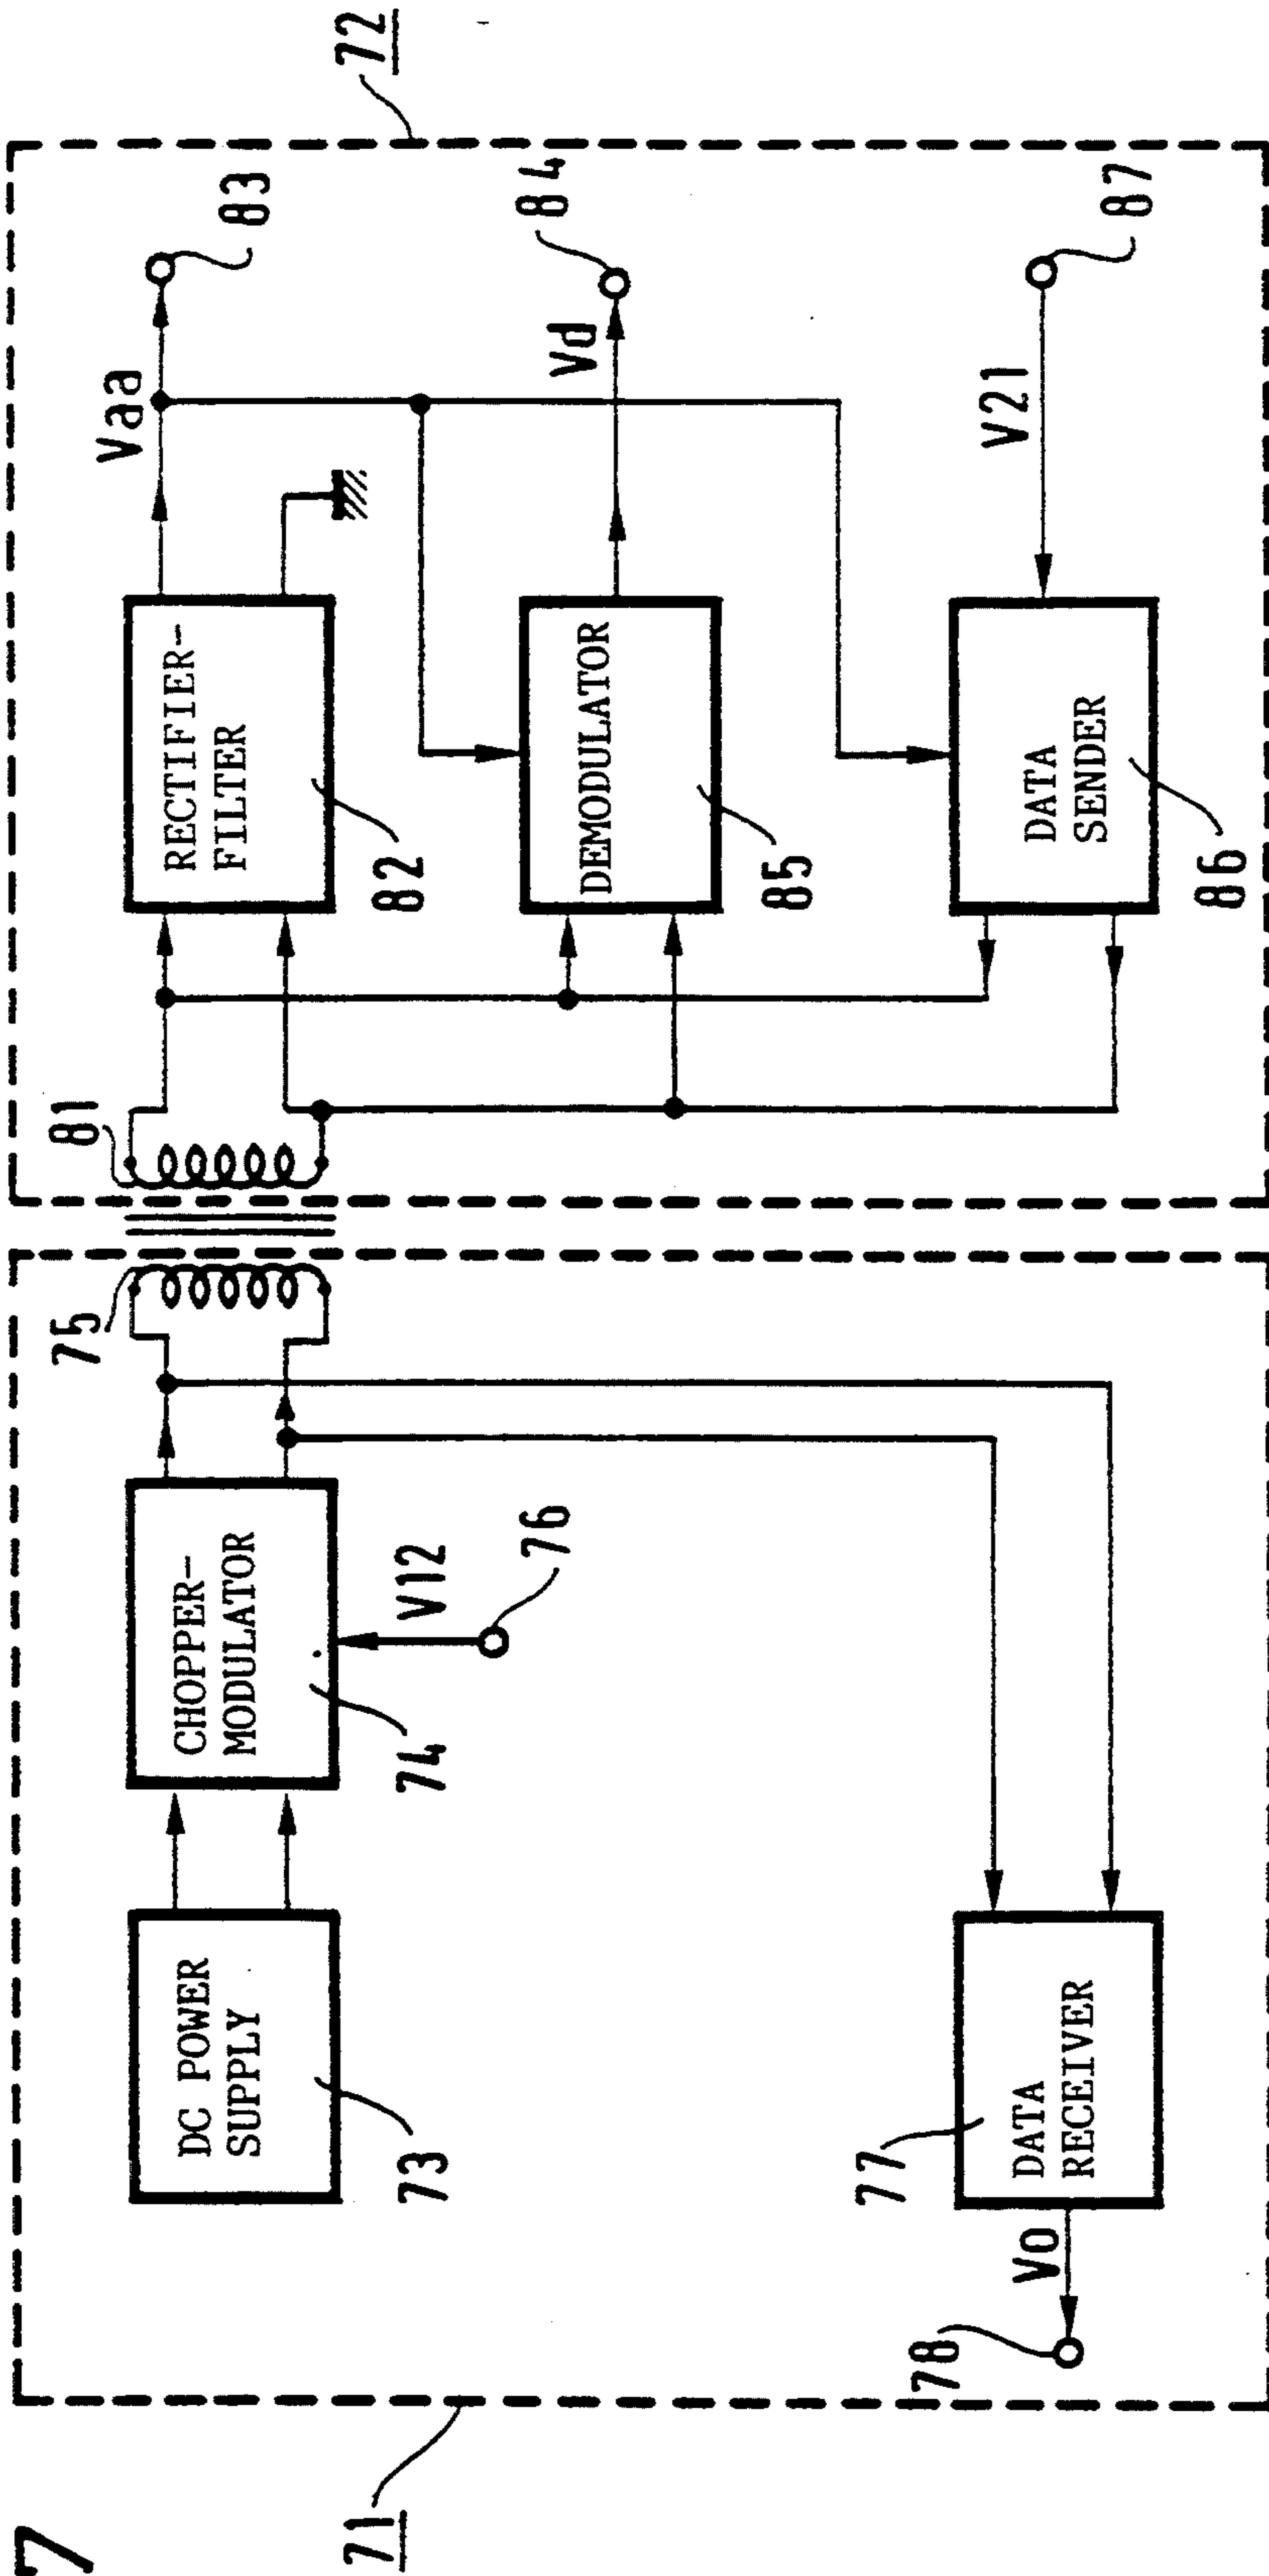 7
71
72
DC POWER
SUPPLY
73
CHOPPER-
MODULATOR
74
V12
76
75
81
RECTIFIER-
FILTER
82
Vaa
83
DEMODULATOR
85
Vd
84
DATA
SENDER
86
V21
87
DATA
RECEIVER
77
Vo
78